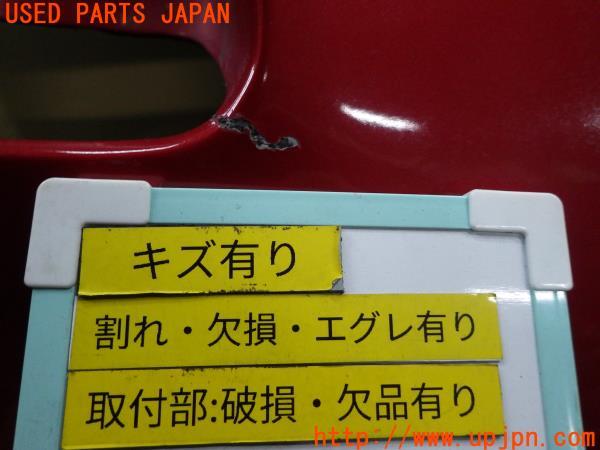 USED PARTS JAPAN
キズ有り
割れ・欠損・エグレ有り
取付部:破損・欠品有り
http://www.upjpn.com